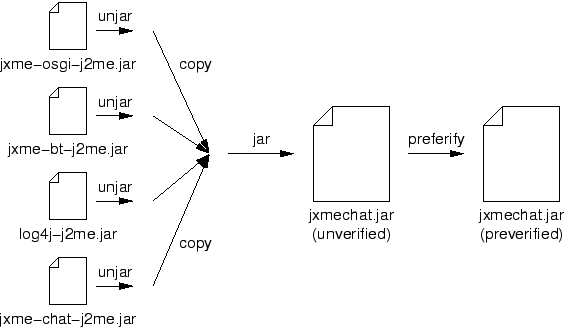 unjar
jxme-osgi-j2me.jar
copy
unjar
jxme-bt-j2me.jar
jar
preferify
unjar
log4j-j2me.jar
jxmechat.jar
(unverified)
jxmechat.jar
(preverified)
copy
unjar
jxme-chat-j2me.jar